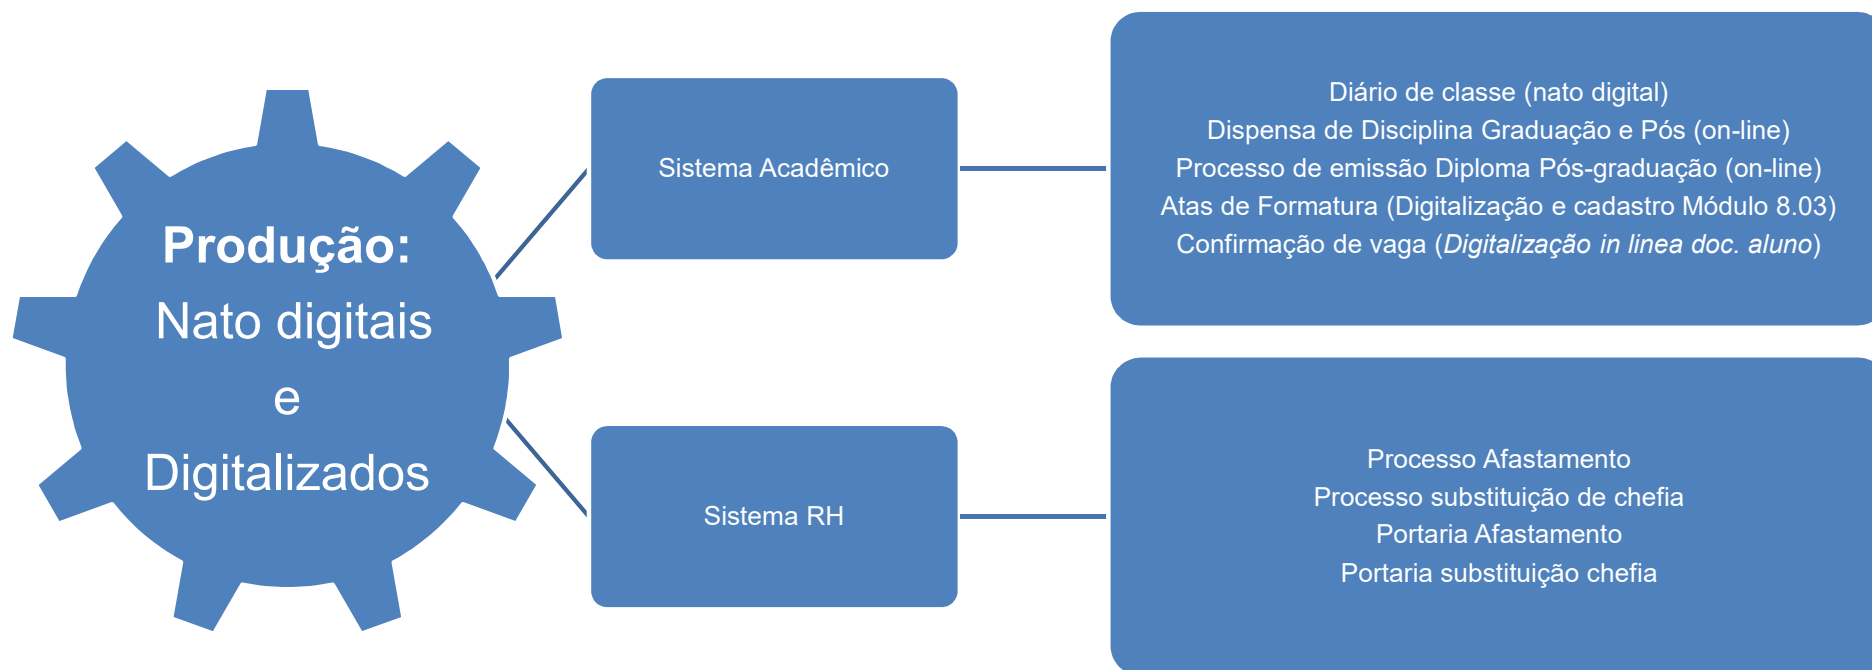 Produção:
Nato digitais
e
Digitalizados
Sistema Acadêmico
Diário de classe (nato digital)
Dispensa de Disciplina Graduação e Pós (on-line)
Processo de emissão Diploma Pós-graduação (on-line)
Atas de Formatura (Digitalização e cadastro Módulo 8.03)
Confirmação de vaga (Digitalização in linea doc. aluno)
Sistema RH
Processo Afastamento
Processo substituição de chefia
Portaria Afastamento
Portaria substituição chefia